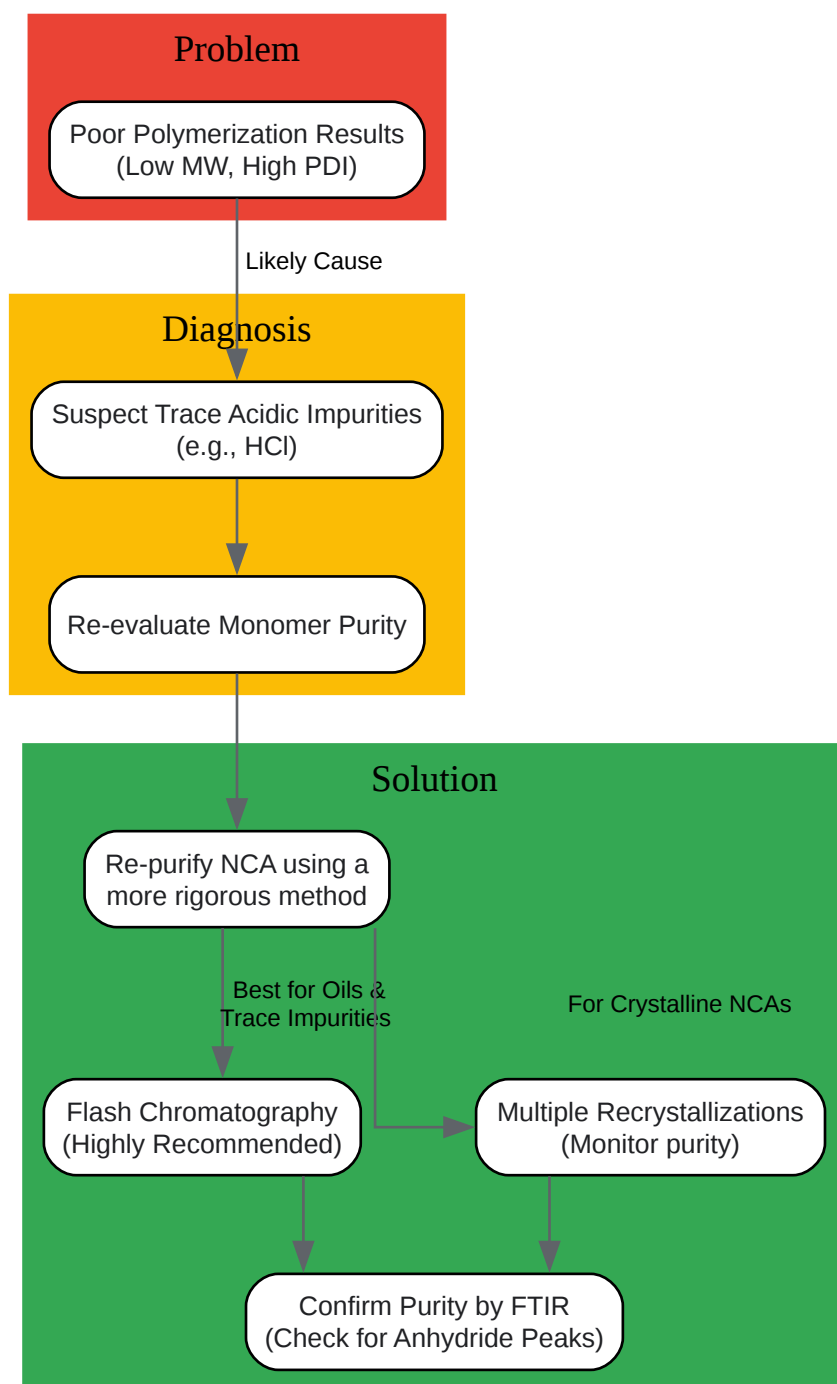 Problem
Poor Polymerization Results
(Low MW, High PDI)
Likely Cause
Diagnosis
Suspect Trace Acidic Impurities
(e.g., HCl)
Re-evaluate Monomer Purity
Solution
Re-purify NCA using a
more rigorous method
Best for Oils &
Trace Impurities
For Crystalline NCAs
Flash Chromatography
(Highly Recommended)
Multiple Recrystallizations
(Monitor purity)
Confirm Purity by FTIR
(Check for Anhydride Peaks)